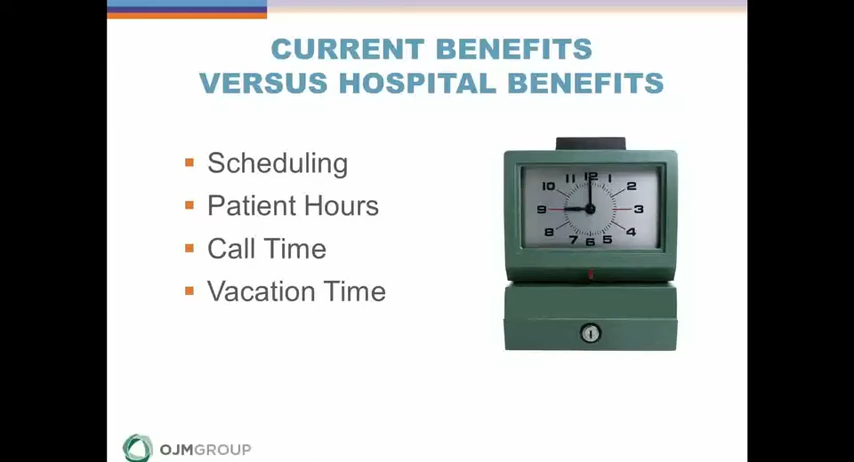 CURRENT BENEFITS
VERSUS HOSPITAL BENEFITS
Scheduling
Patient Hours
Call Time
Vacation Time
11 12 1
10 2
9 3
8 4
7 6 5
OJMGROUP